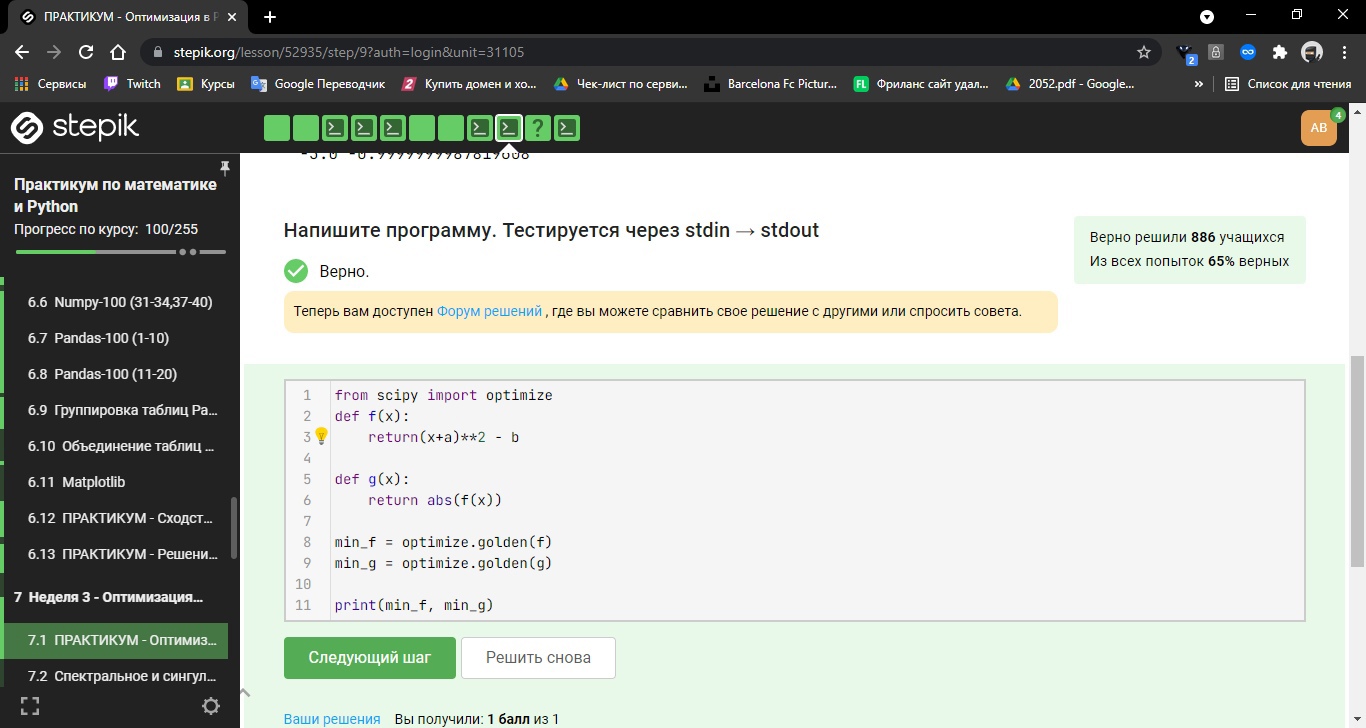 ПРАКТИКУМ - Оптимизация в P
stepik.org/lesson/52935/step/9?auth=login&unit=31105
2
Сервисы Twitch Курсы Google Переводчик 2 Купить домен и хо... Чек-лист по серви... Barcelona Fc Pictur... FL Фриланс сайт удал... 2052.pdf - Google... » Список для чтения
stepik
?
АВ
4
-5.0 -0.9999999987819608
Практикум по математике
и Python
Прогресс по курсу: 100/255
6.6 Numpy-100 (31-34,37-40)
6.7 Pandas-100 (1-10)
6.8 Pandas-100 (11-20)
6.9 Группировка таблиц Pa...
6.10 Объединение таблиц ...
6.11 Matplotlib
6.12 ПРАКТИКУМ - Сходст...
6.13 ПРАКТИКУМ - Решени...
7 Неделя 3 - Оптимизация...
7.1 ПРАКТИКУМ - Оптимиз...
7.2 Спектральное и сингул...
Напишите программу. Тестируется через stdin → stdout
Верно.
Теперь вам доступен Форум решений , где вы можете сравнить свое решение с другими или спросить совета.
Верно решили 886 учащихся
Из всех попыток 65% верных
1 from scipy import optimize
2 def f(x):
3 return(x+a)**2 - b
4
5 def g(x):
6 return abs(f(x))
7
8 min_f = optimize.golden(f)
9 min_g = optimize.golden(g)
10
11 print(min_f, min_g)
Следующий шаг Решить снова
Ваши решения Вы получили: 1 балл из 1